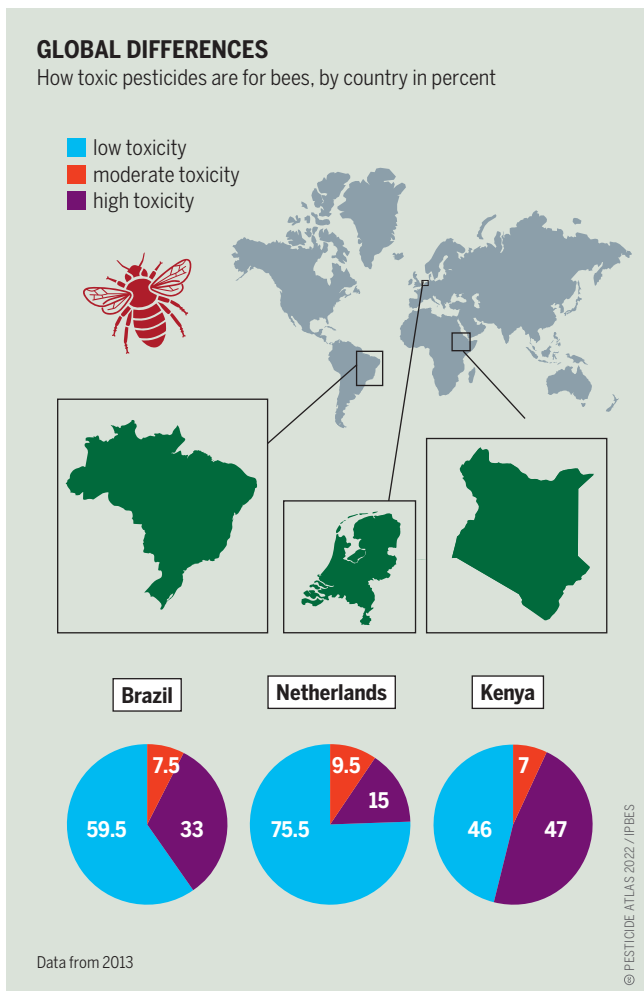 GLOBAL DIFFERENCES
How toxic pesticides are for bees, by country in percent
low toxicity
moderate toxicity
high toxicity
Brazil
Netherlands
Kenya
7.5
59.5
33
9.5
15
75.5
7
46
47
Data from 2013
PESTICIDE ATLAS 2022 / IPBES